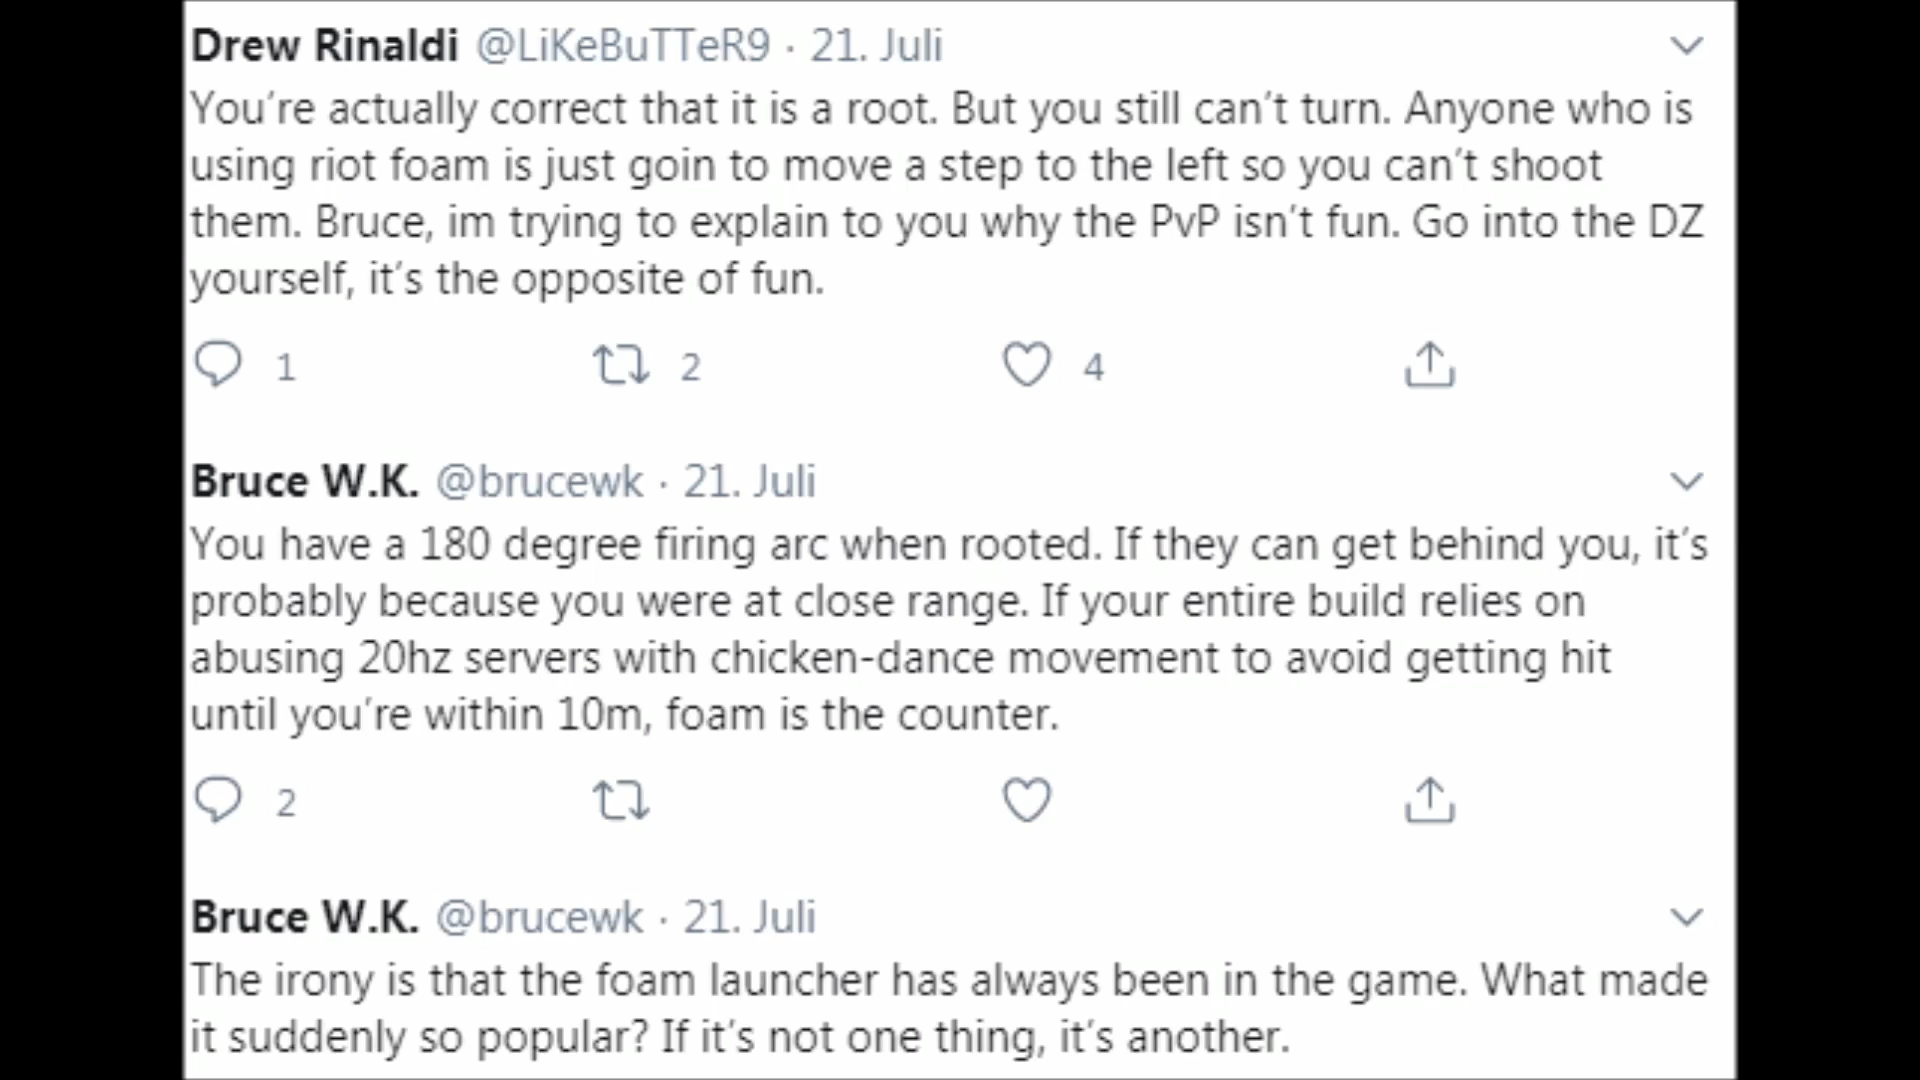 Drew Rinaldi @LiKeBuTTeR9 · 21. Juli
You're actually correct that it is a root. But you still can't turn. Anyone who is
using riot foam is just goin to move a step to the left so you can't shoot
them. Bruce, im trying to explain to you why the PvP isn't fun. Go into the DZ
yourself, it's the opposite of fun.
1 2 4
Bruce W.K. @brucewk · 21. Juli
You have a 180 degree firing arc when rooted. If they can get behind you, it's
probably because you were at close range. If your entire build relies on
abusing 20hz servers with chicken-dance movement to avoid getting hit
until you're within 10m, foam is the counter.
2
Bruce W.K. @brucewk · 21. Juli
The irony is that the foam launcher has always been in the game. What made
it suddenly so popular? If it's not one thing, it's another.